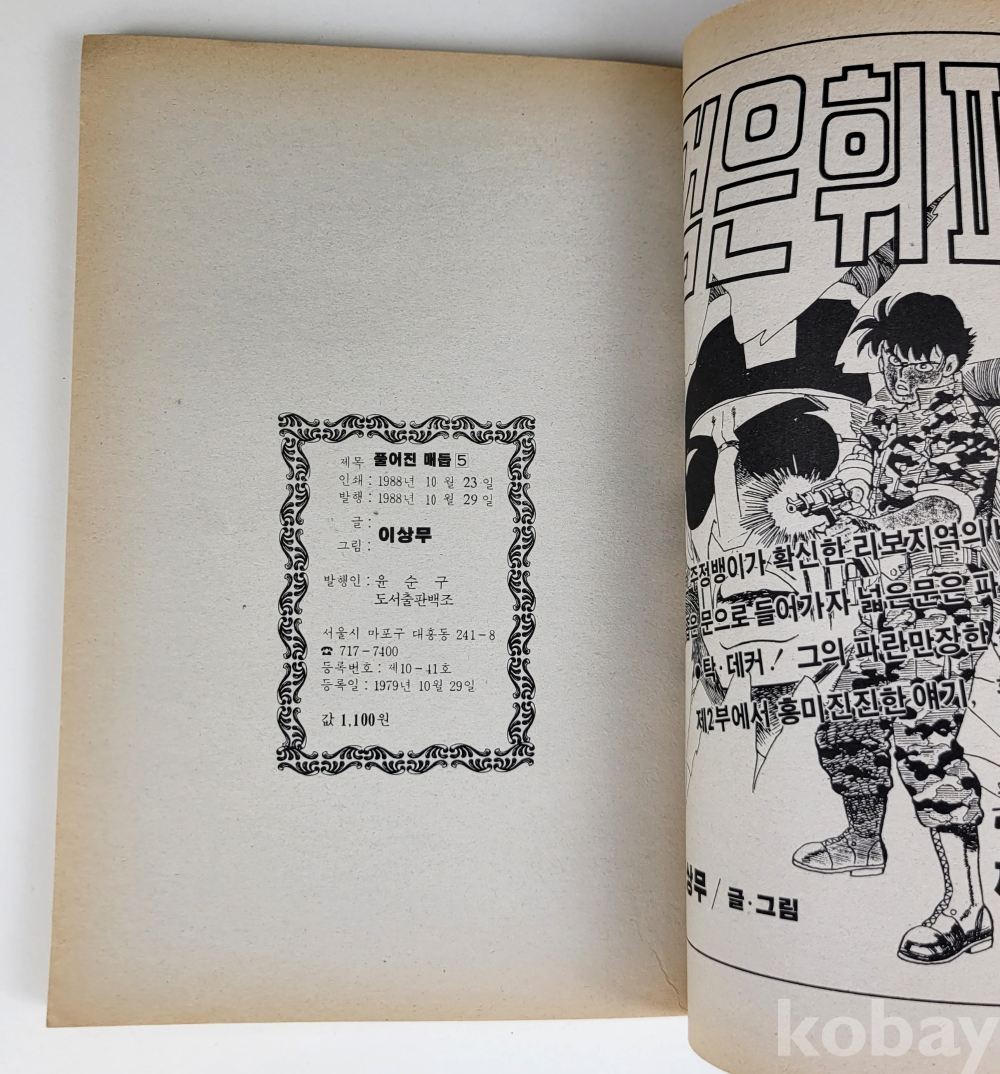 제목 풀어진 매듭 5
인쇄 : 1988년 10월 23일
발행 : 1988년 10월 29일
글 :
이상무
그림 :
발행인 : 윤 순 구
도서출판백조
서울시 마포구 대흥동 241-8
☎ 717-7400
등록번호 : 제10-41호
등록일 : 1979년 10월 29일
값 1,100원
검은휘파
주정뱅이가 확신한 리보지역의
은문으로 들어가자 넓은문은 파
탁·데커! 그의 파란만장한
제2부에서 흥미진진한 얘기
상무/글·그림
kobay